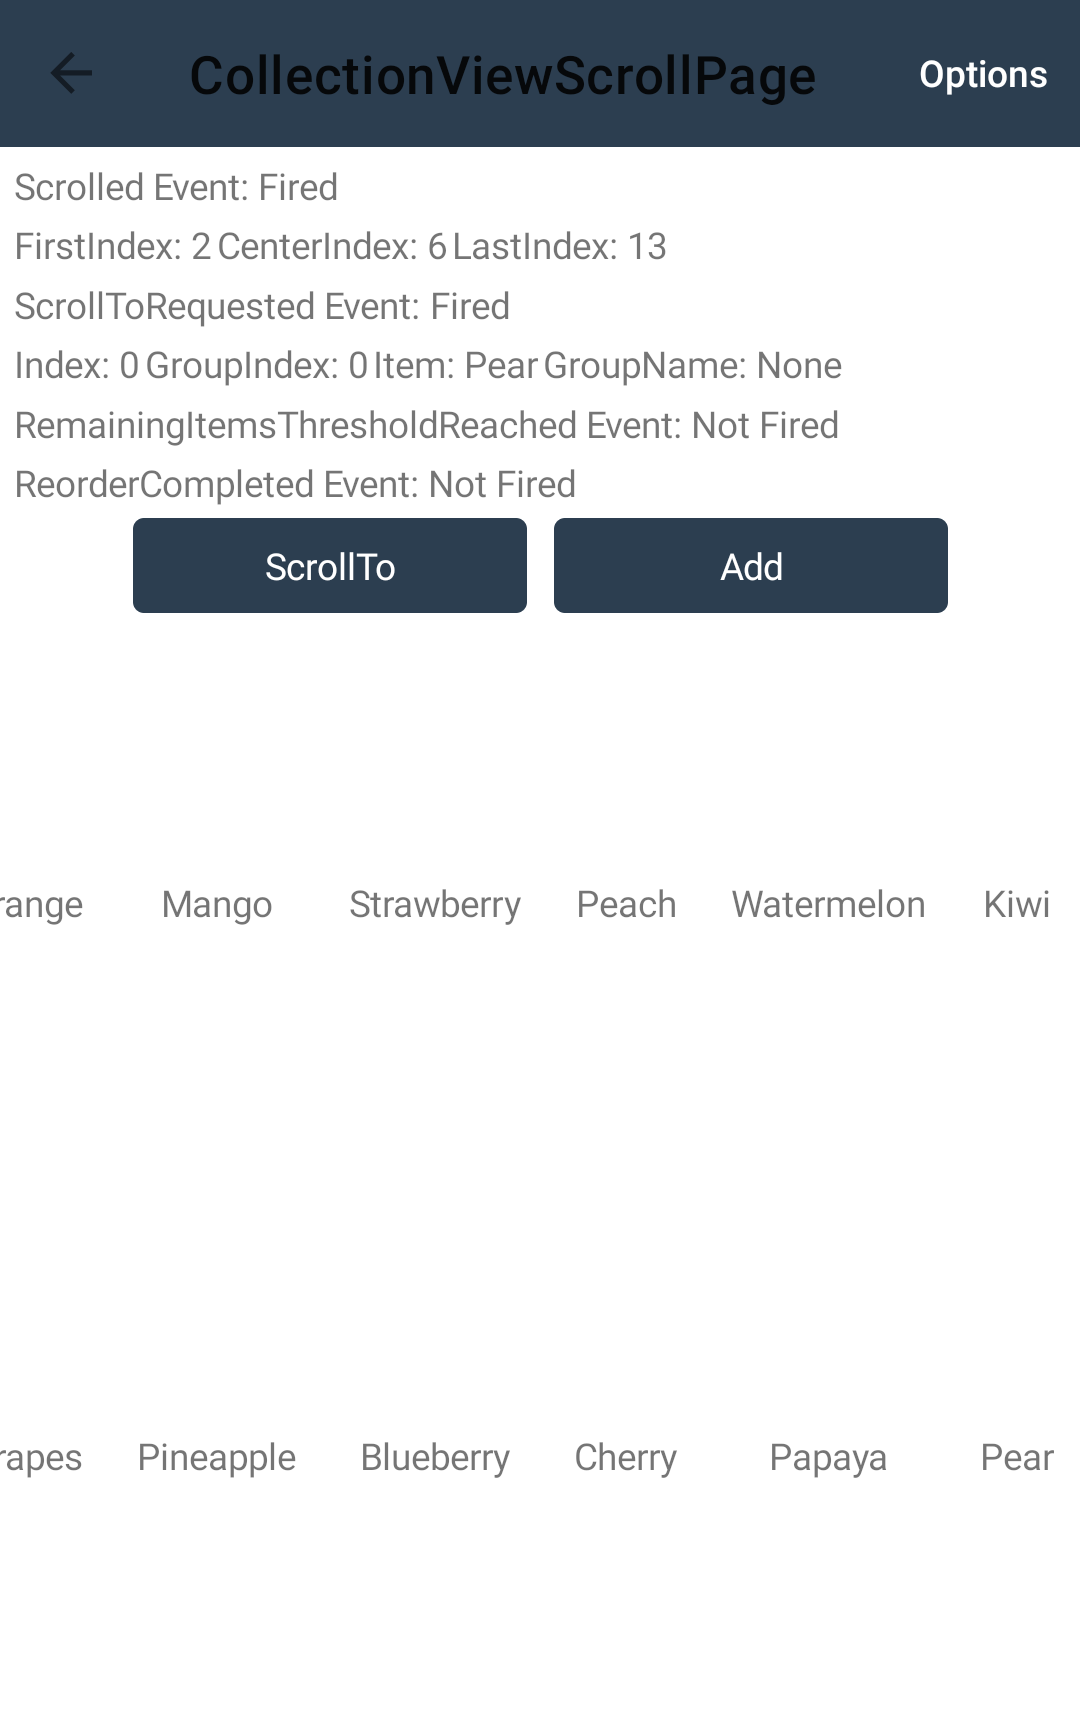 CollectionViewScrollPage Options
Scrolled Event: Fired
FirstIndex: 2 CenterIndex: 6 LastIndex: 13
ScrollToRequested Event: Fired
Index: 0 GroupIndex: 0 Item: Pear GroupName: None
RemainingItemsThresholdReached Event: Not Fired
ReorderCompleted Event: Not Fired
ScrollTo Add
range Mango Strawberry Peach Watermelon Kiwi
rapes Pineapple Blueberry Cherry Papaya Pear